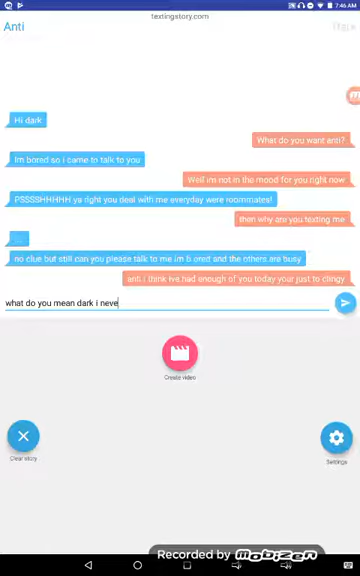 7:46 AM
textingstory.com
Anti
Hi dark
What do you want anti?
Im bored so i came to talk to you
Well im not in the mood for you right now
PSSSSHHHHH ya right you deal with me everyday were roommates!
then why are you texting me
no clue but still can you please talk to me im b ored and the others are busy
anti i think ive had enough of you today your just to clingy
what do you mean dark i neve
Create video
Clear story
Settings
Recorded by
MOBIZEN